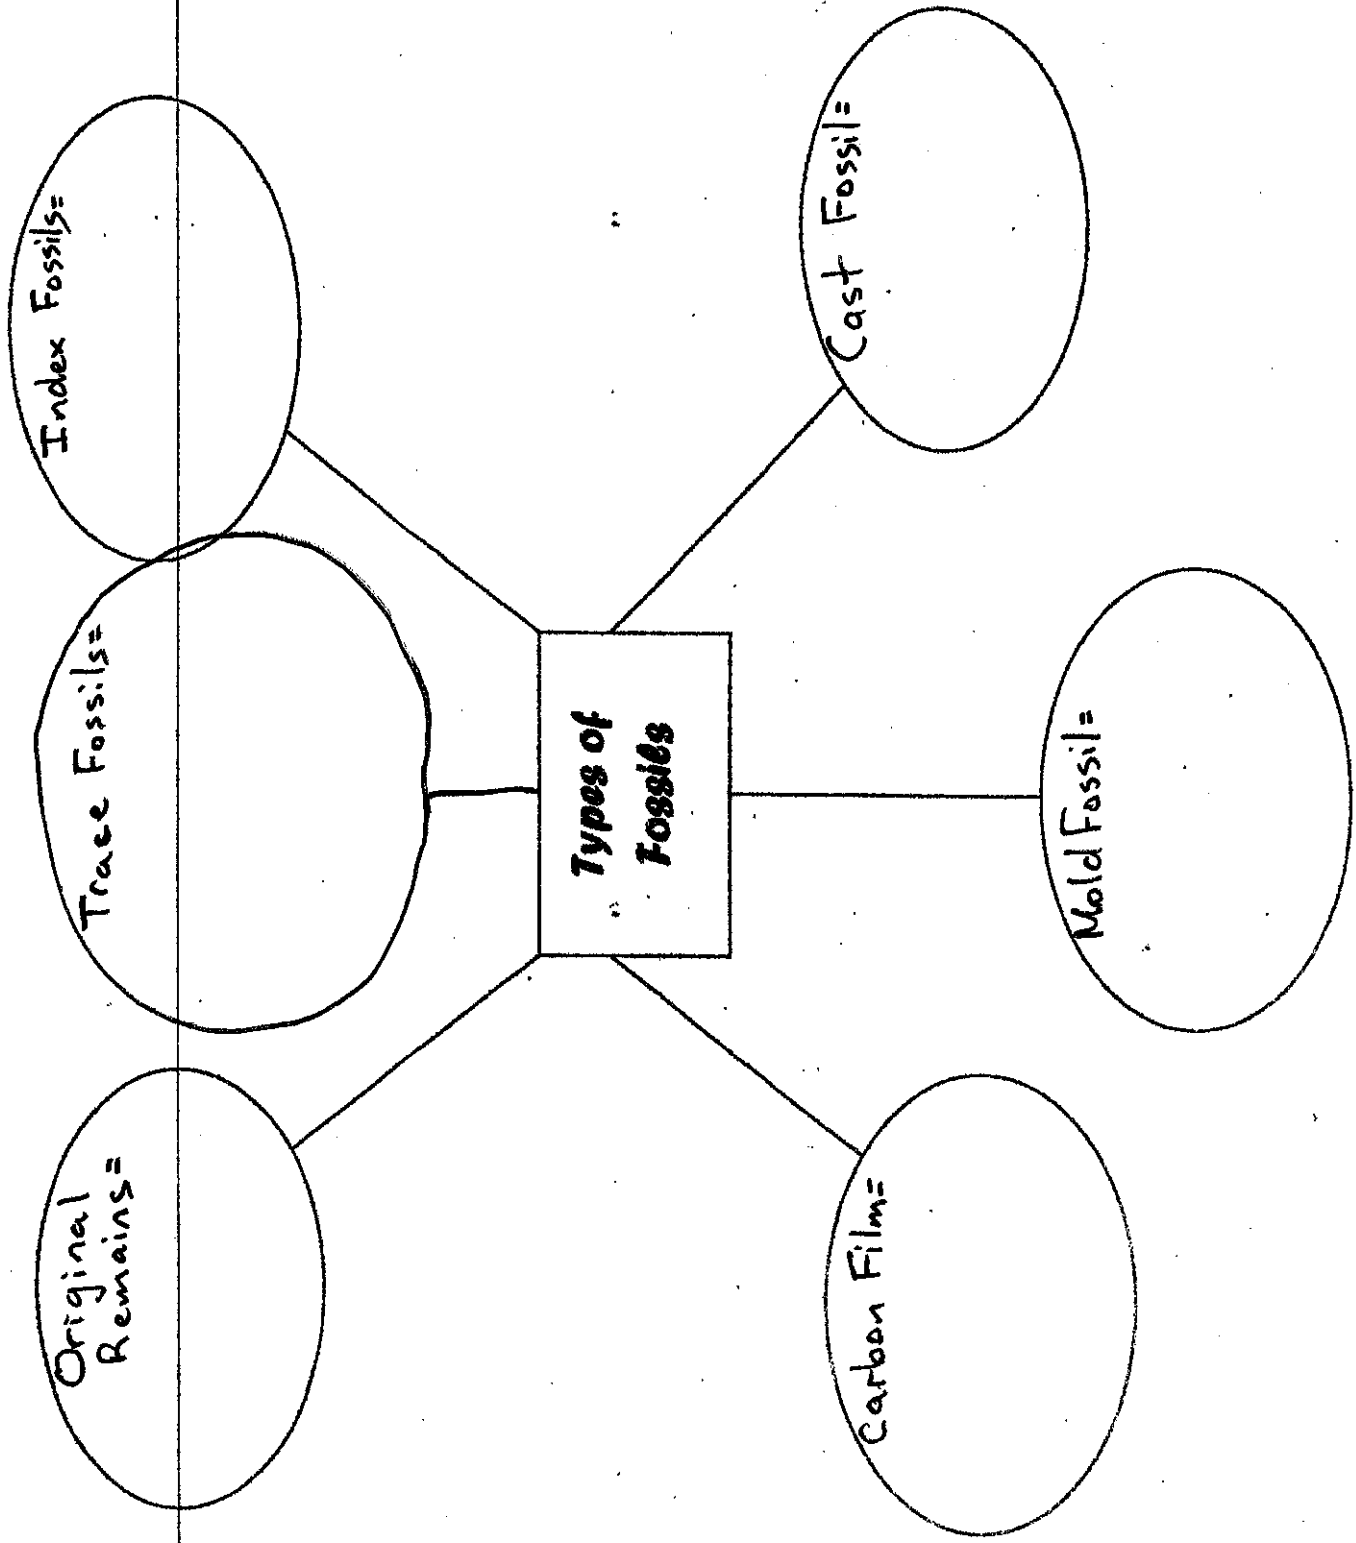 Original
Remains=
Trace Fossils=
Index Fossils=
Types of
Fossils
Carbon Film=
Mold Fossil=
Cast Fossil=